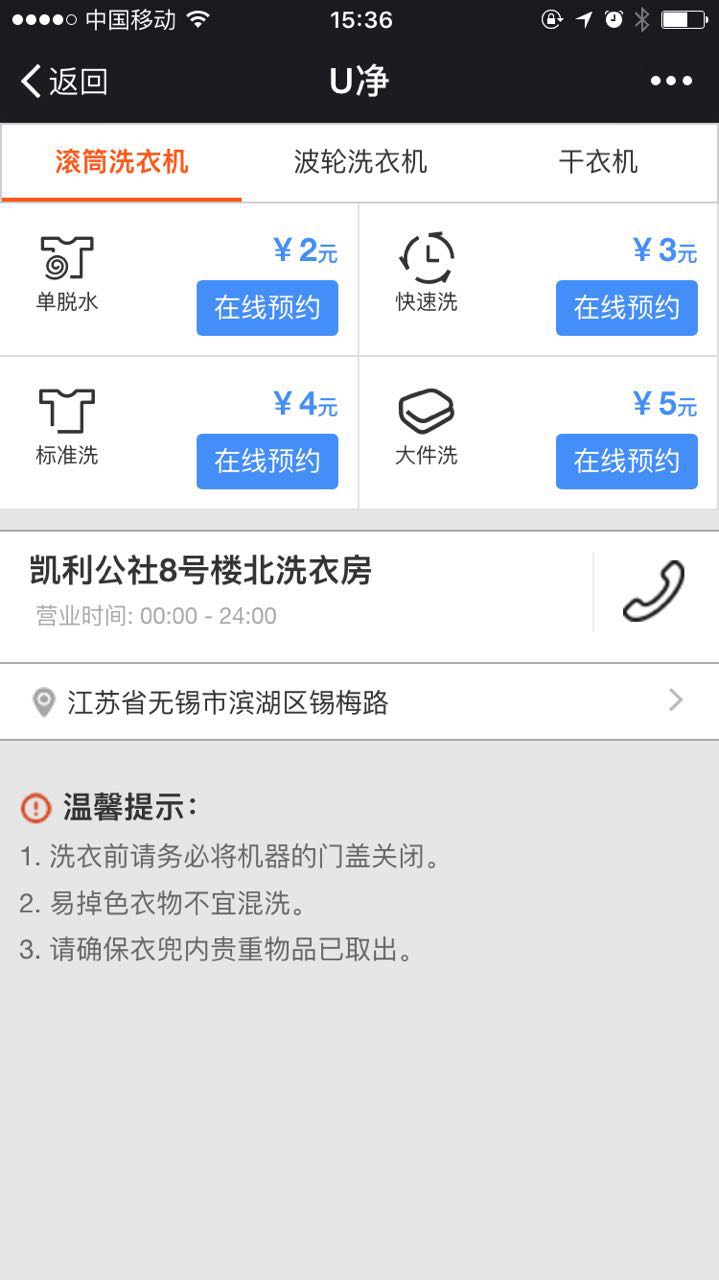 中国移动 15:36
返回 U净
滚筒洗衣机 波轮洗衣机 干衣机
¥2元 ¥3元
单脱水 在线预约 快速洗 在线预约
¥4元 ¥5元
标准洗 在线预约 大件洗 在线预约
凯利公社8号楼北洗衣房
营业时间: 00:00 - 24:00
江苏省无锡市滨湖区锡梅路
温馨提示：
1. 洗衣前请务必将机器的门盖关闭。
2. 易掉色衣物不宜混洗。
3. 请确保衣兜内贵重物品已取出。